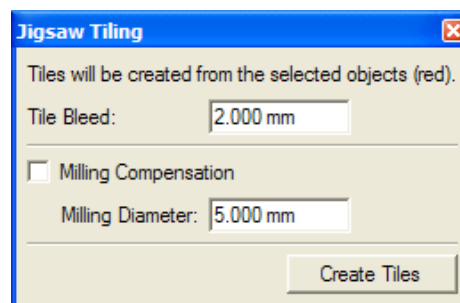 Jigsaw Tiling
Tiles will be created from the selected objects (red).
Tile Bleed: 2.000 mm
Milling Compensation
Milling Diameter: 5.000 mm
Create Tiles